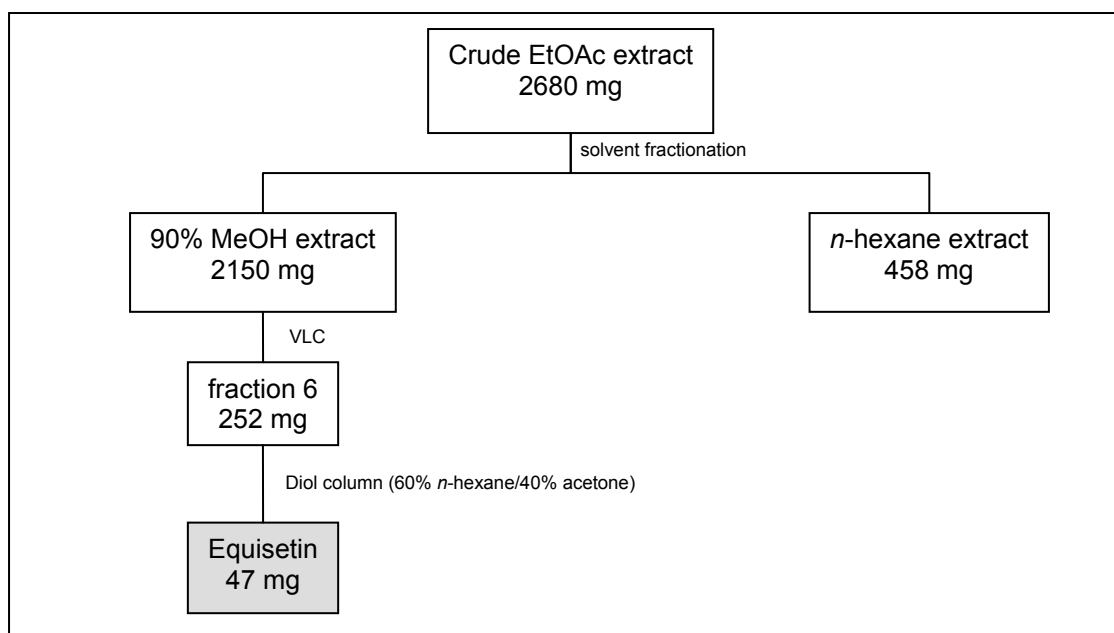 Crude EtOAc extract
2680 mg
solvent fractionation
90% MeOH extract
2150 mg
n-hexane extract
458 mg
VLC
fraction 6
252 mg
Diol column (60% n-hexane/40% acetone)
Equisetin
47 mg